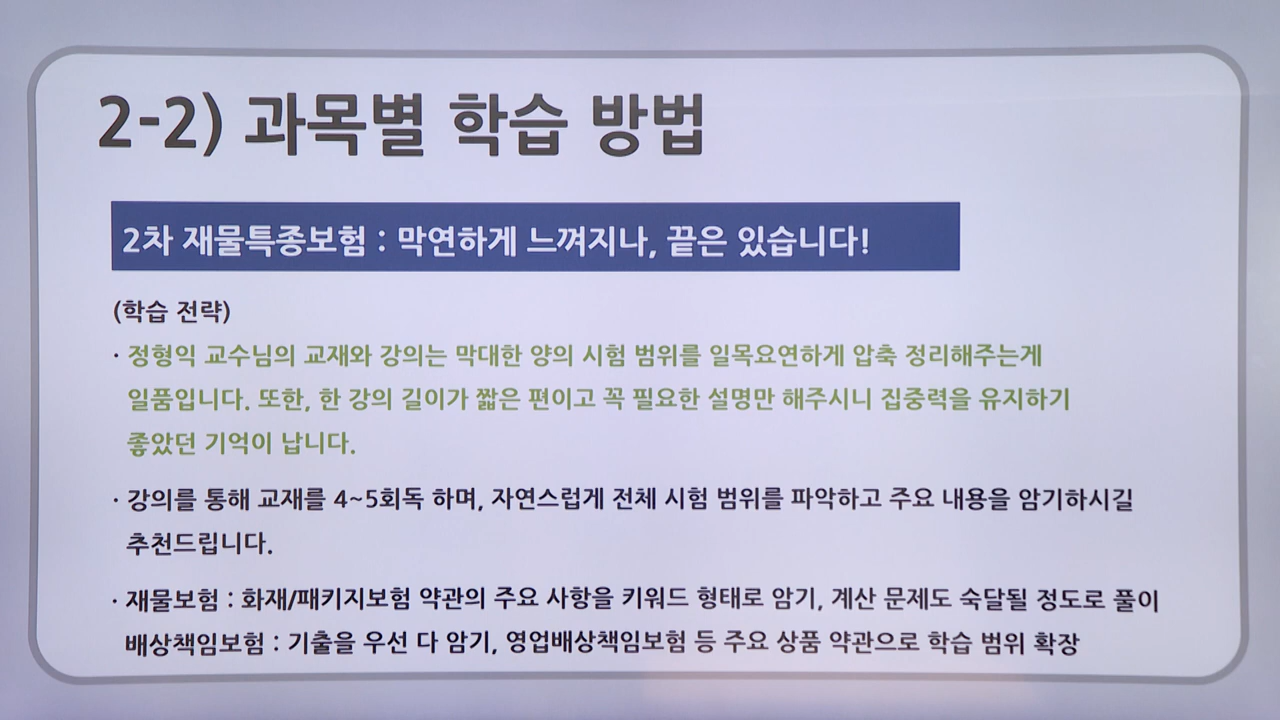 2-2) 과목별 학습 방법
2차 재물특종보험 : 막연하게 느껴지나, 끝은 있습니다!
(학습 전략)
· 정형익 교수님의 교재와 강의는 막대한 양의 시험 범위를 일목요연하게 압축 정리해주는게
일품입니다. 또한, 한 강의 길이가 짧은 편이고 꼭 필요한 설명만 해주시니 집중력을 유지하기
좋았던 기억이 납니다.
· 강의를 통해 교재를 4~5회독 하며, 자연스럽게 전체 시험 범위를 파악하고 주요 내용을 암기하시길
추천드립니다.
· 재물보험 : 화재/패키지보험 약관의 주요 사항을 키워드 형태로 암기, 계산 문제도 숙달될 정도로 풀이
배상책임보험 : 기출을 우선 다 암기, 영업배상책임보험 등 주요 상품 약관으로 학습 범위 확장